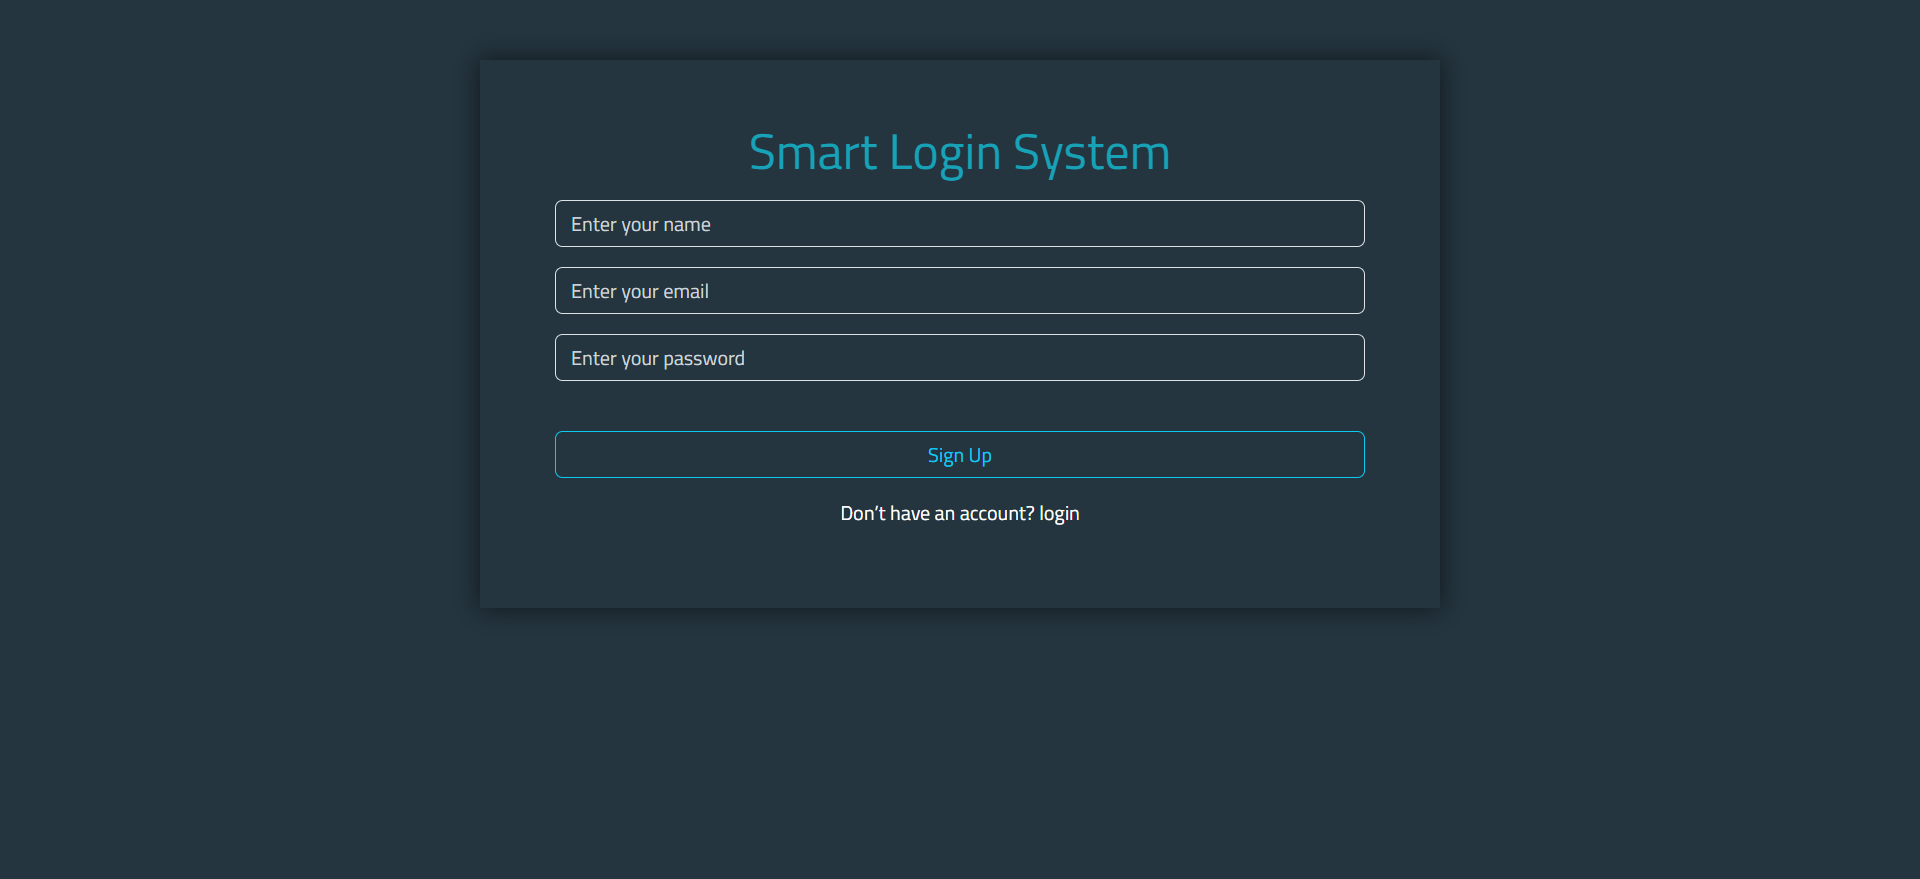 Smart Login System
Enter your name
Enter your email
Enter your password
Sign Up
Don’t have an account? login